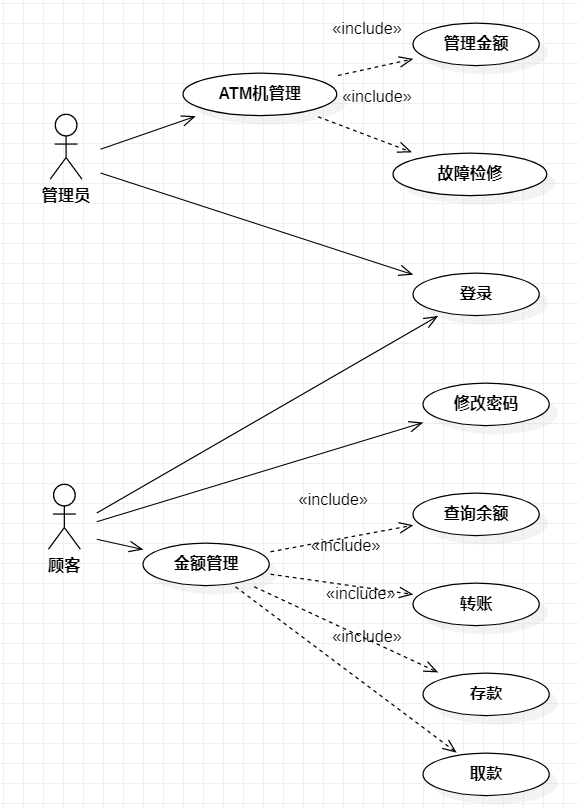 «include»
管理金额
ATM机管理
«include»
故障检修
管理员
登录
修改密码
«include»
查询余额
«include»
顾客
金额管理
«include»
转账
«include»
存款
取款